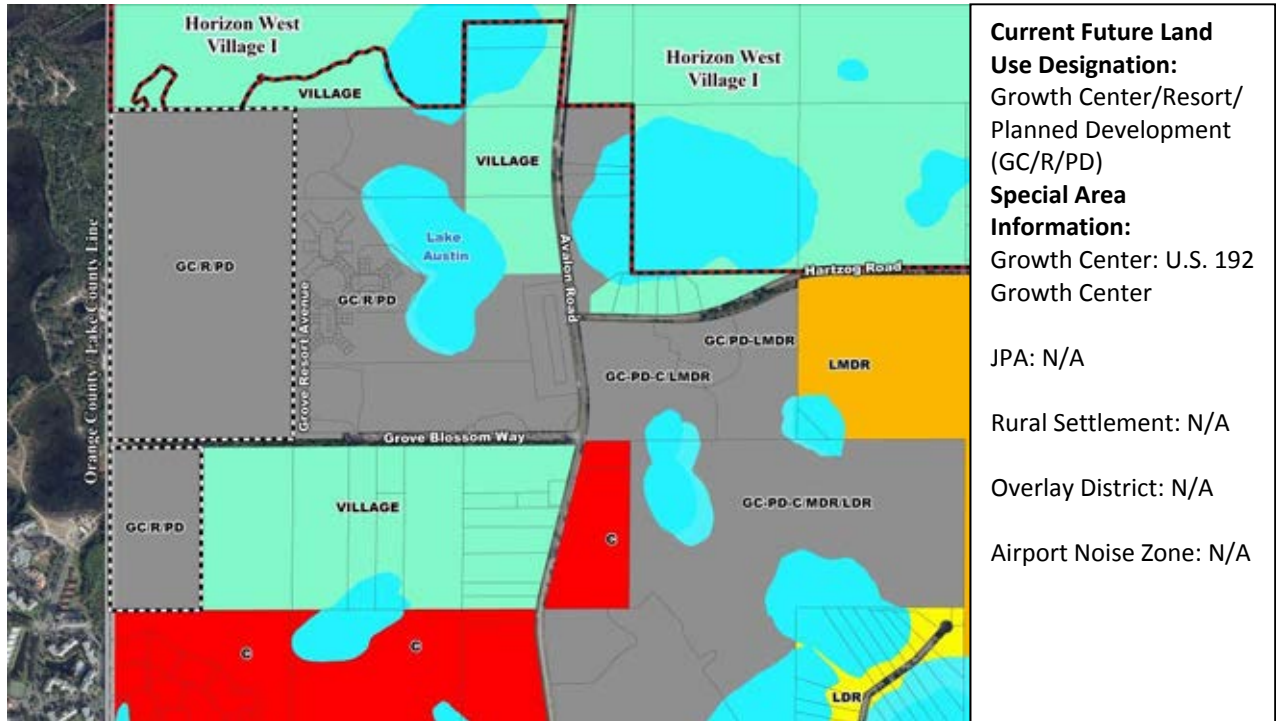 Horizon West
Village I
VILLAGE
Horizon West
Village I
VILLAGE
Lake
Austin
GC/R/PD
GC/R/PD
Grove Resort Avenue
Orange County / Lake County Line
Avalon Road
Hartzog Road
GC/PD-LMDR
GC-PD-C/LMDR
LMDR
Grove Blossom Way
VILLAGE
GC/R/PD
GC-PD-C/MDR/LDR
C
C
C
LDR
Current Future Land
Use Designation:
Growth Center/Resort/
Planned Development
(GC/R/PD)
Special Area
Information:
Growth Center: U.S. 192
Growth Center
JPA: N/A
Rural Settlement: N/A
Overlay District: N/A
Airport Noise Zone: N/A